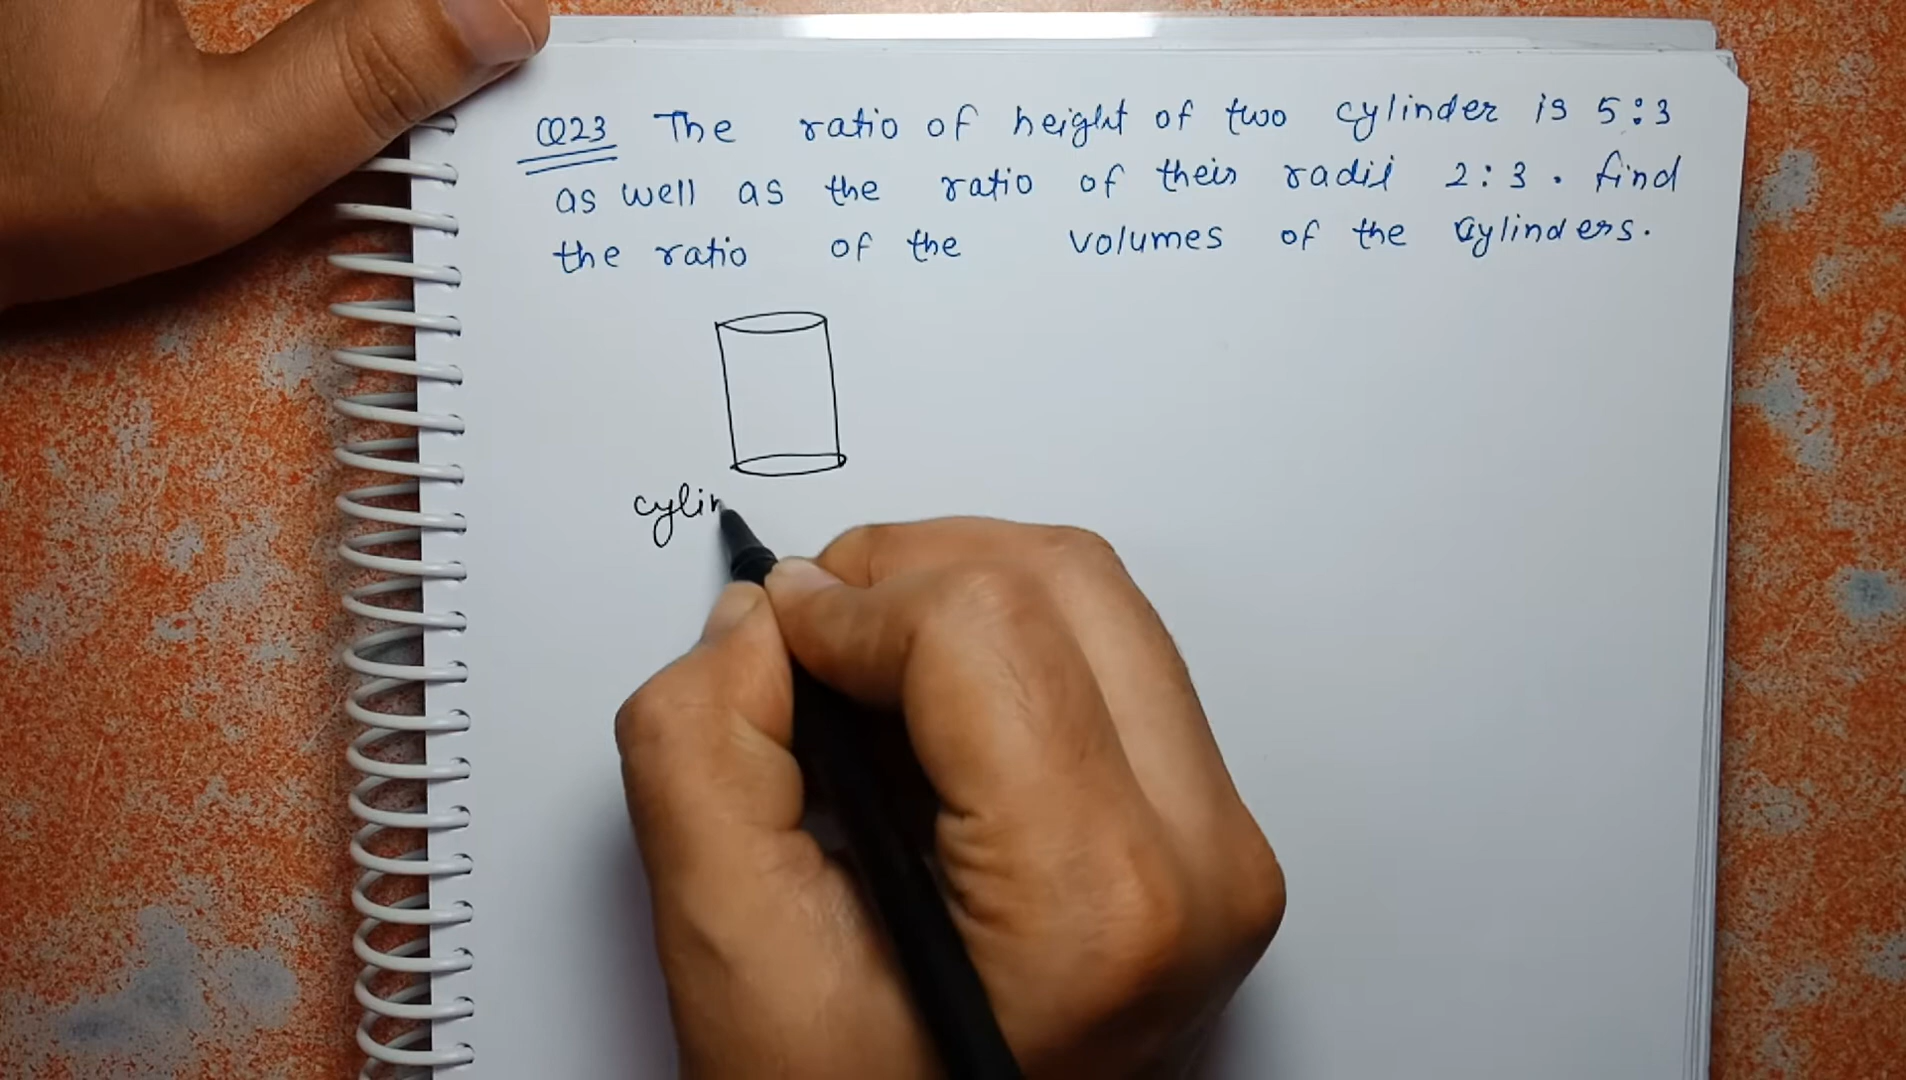 Q23 The ratio of height of two cylinder is 5:3
as well as the ratio of their radii 2:3. find
the ratio of the volumes of the cylinders.
cylin